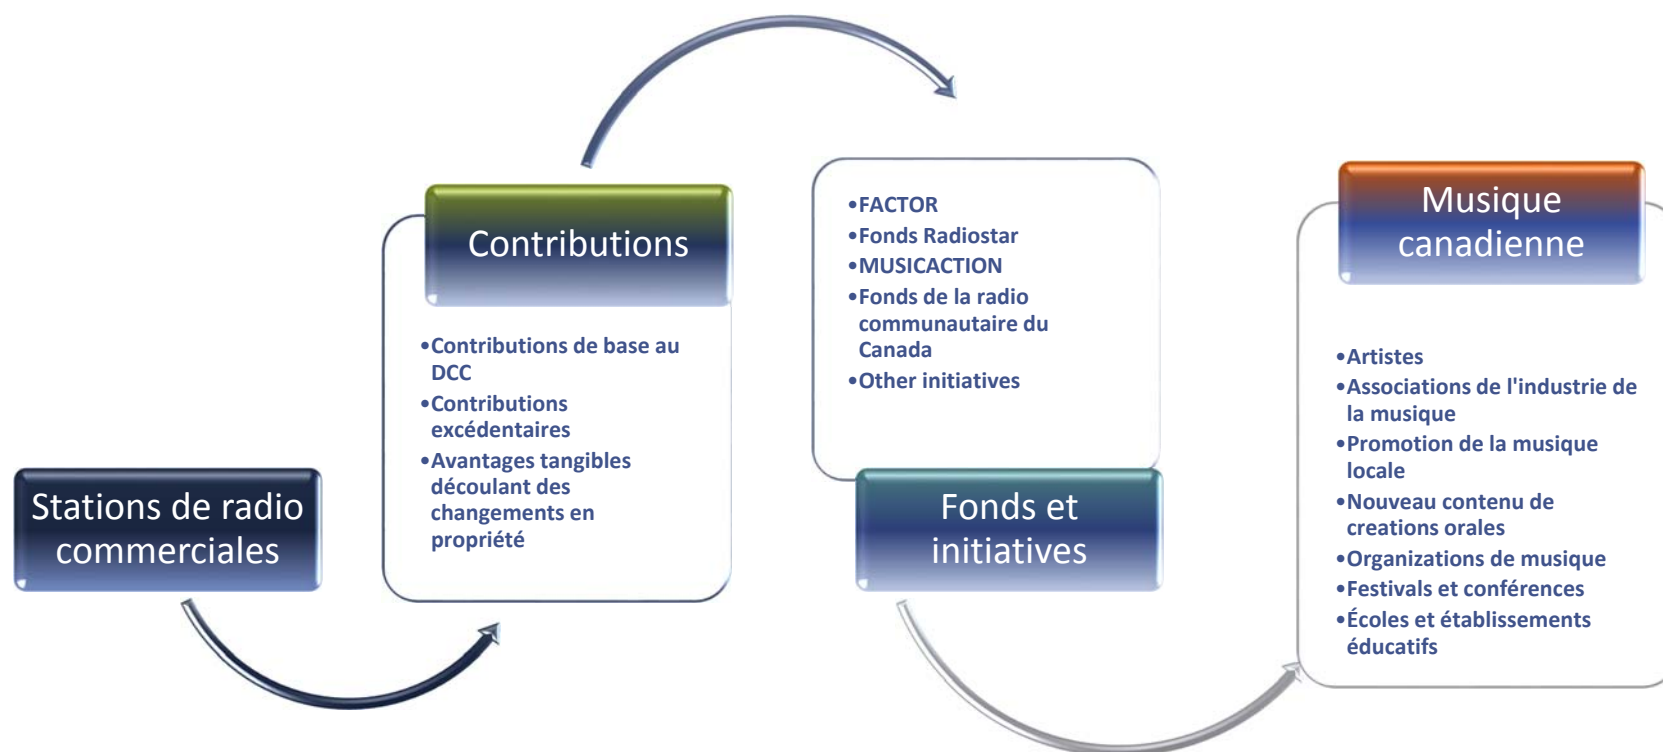 Stations de radio
commerciales
Contributions
•Contributions de base au
DCC
•Contributions
excédentaires
•Avantages tangibles
découlant des
changements en
propriété
•FACTOR
•Fonds Radiostar
•MUSICACTION
•Fonds de la radio
communautaire du
Canada
•Other initiatives
Fonds et
initiatives
Musique
canadienne
•Artistes
•Associations de l'industrie de
la musique
•Promotion de la musique
locale
•Nouveau contenu de
creations orales
•Organizations de musique
•Festivals et conférences
•Écoles et établissements
éducatifs